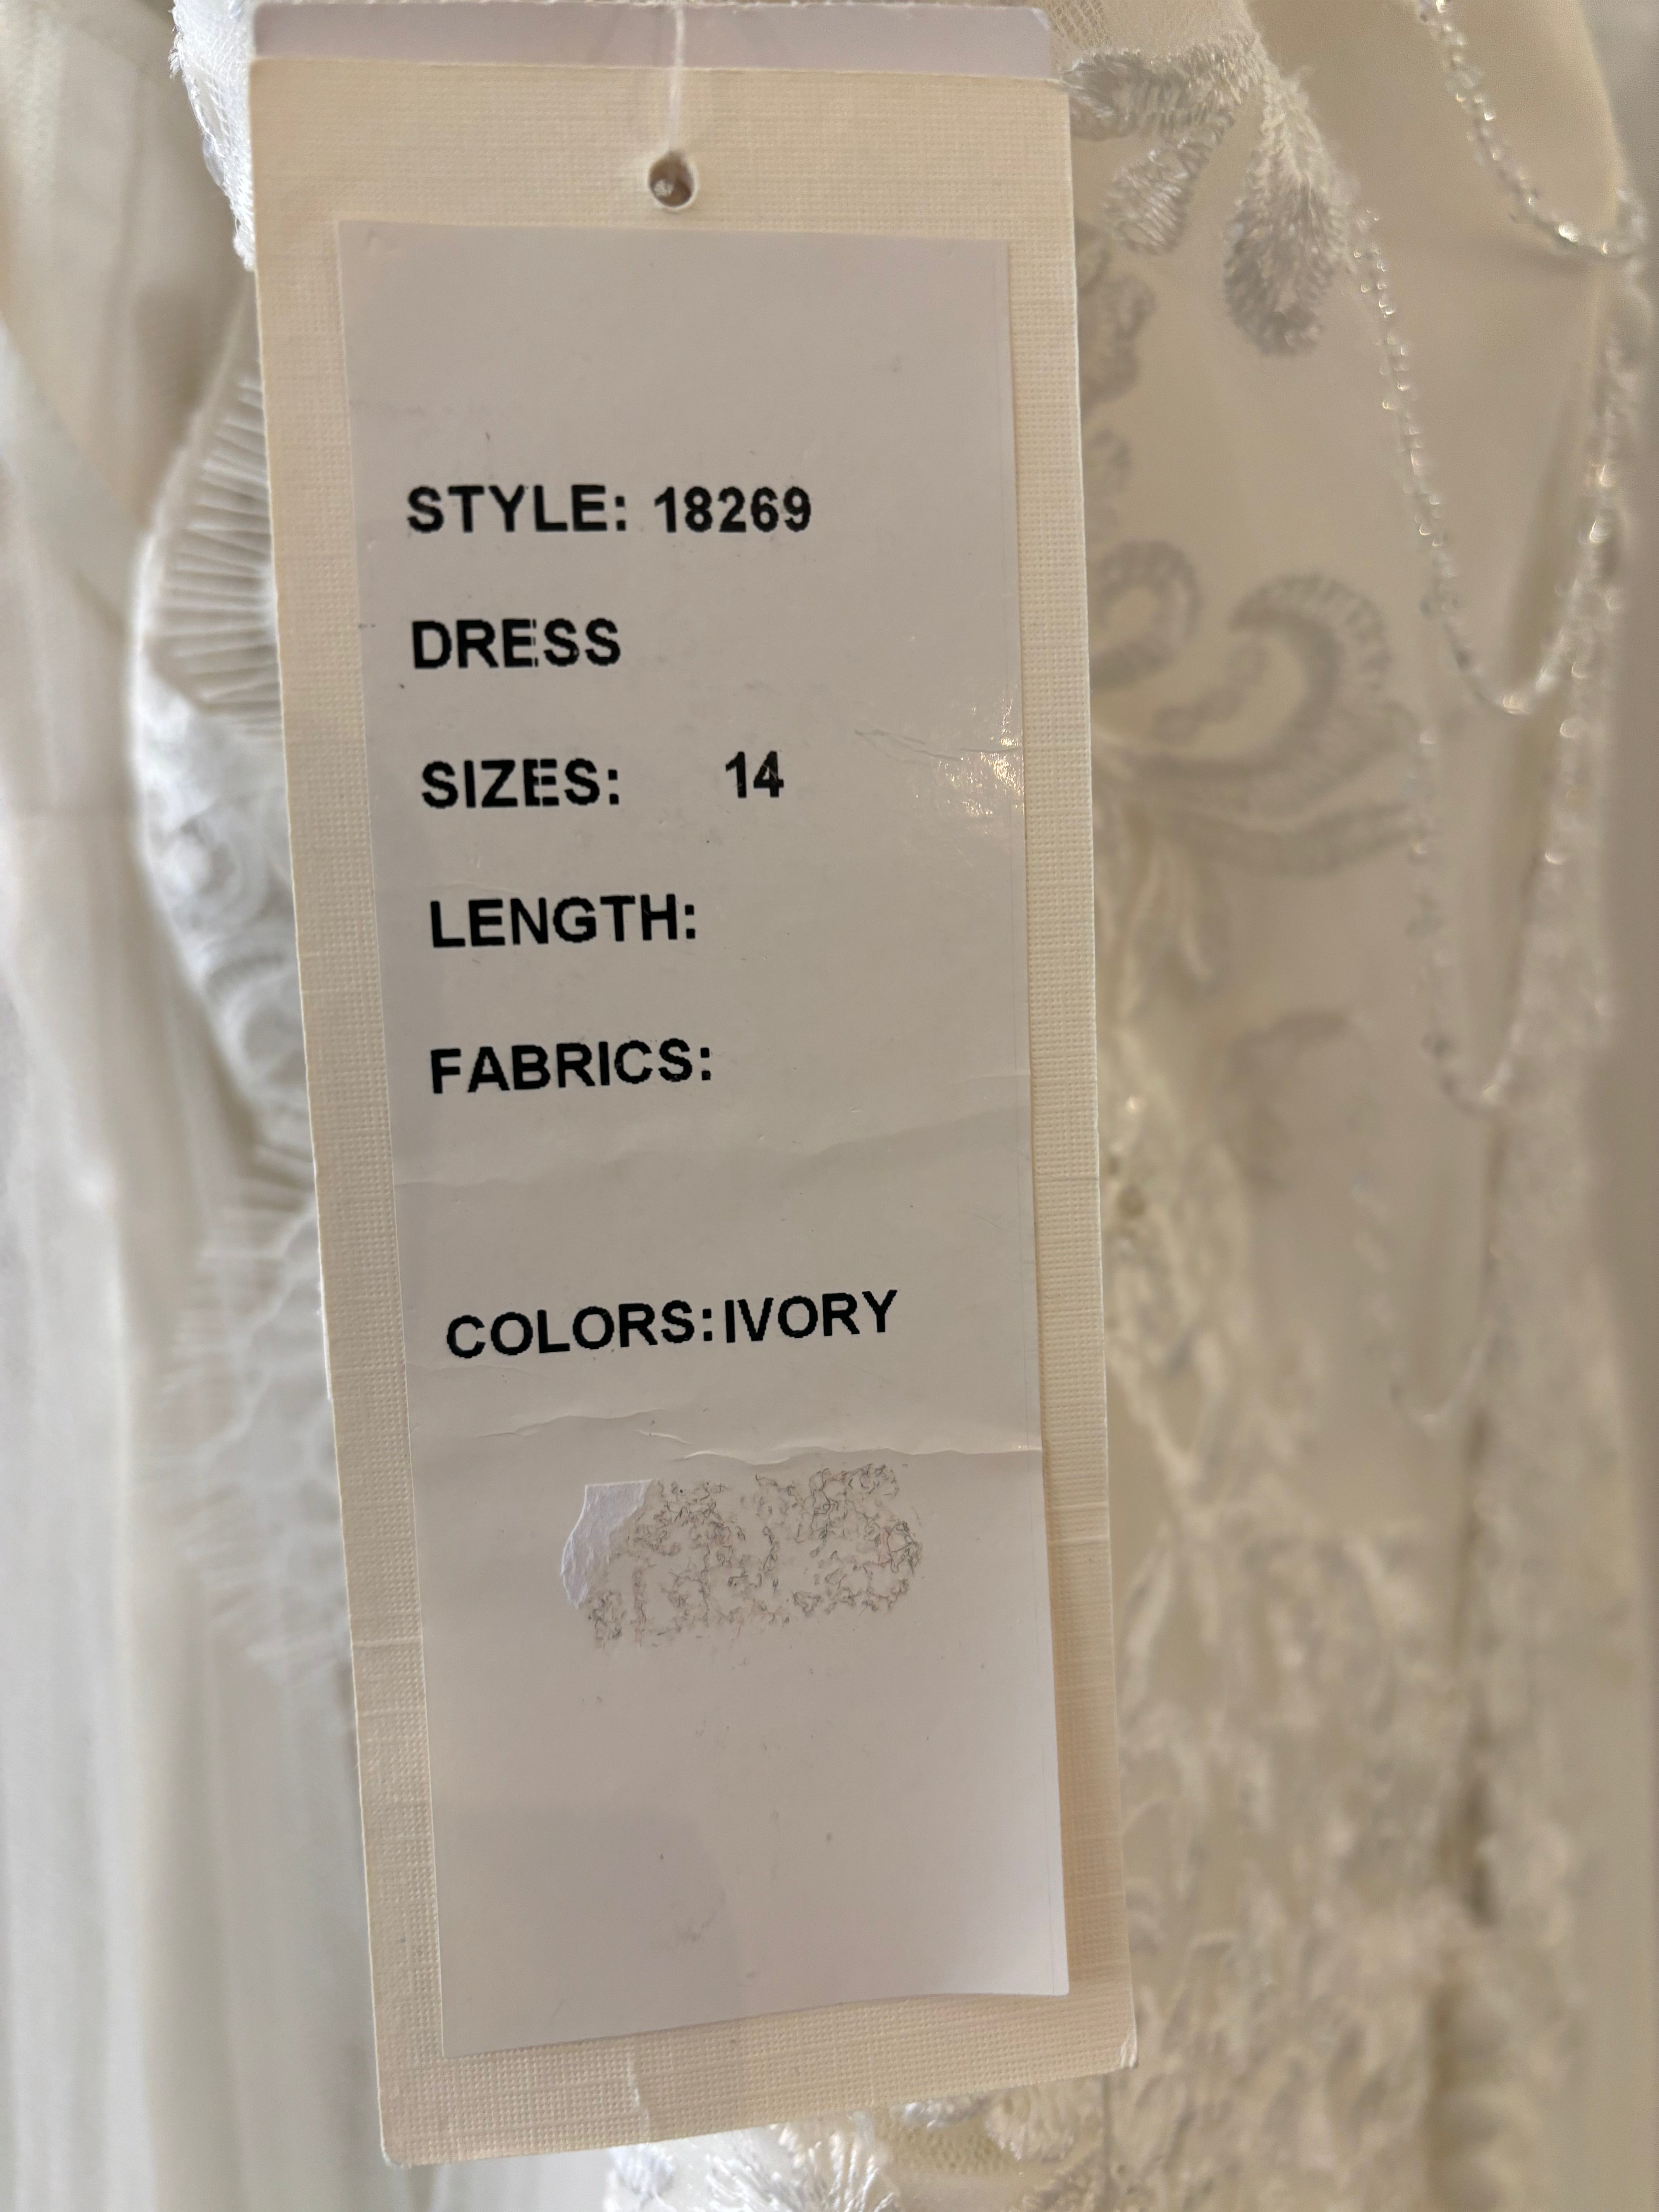 STYLE: 18269
DRESS
SIZES: 14
LENGTH:
FABRICS:
COLORS: IVORY